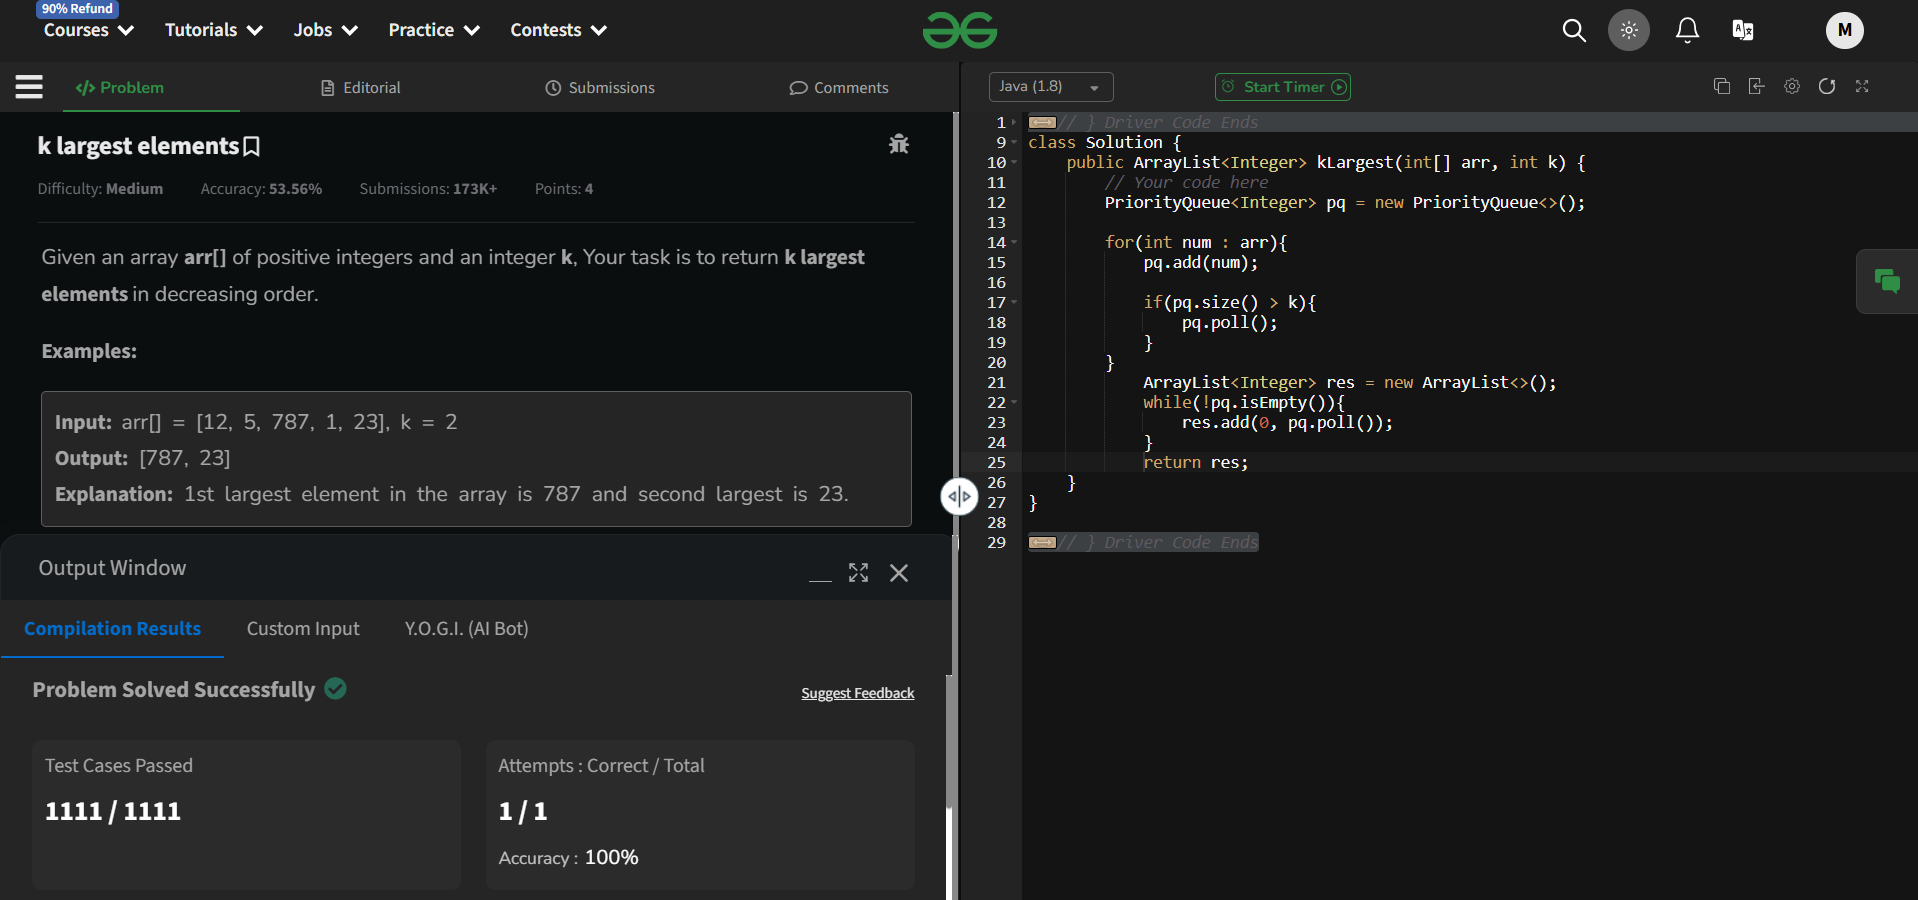 90% Refund
Courses Tutorials Jobs Practice Contests
M
Problem Editorial Submissions Comments
Java (1.8) Start Timer
k largest elements
Difficulty: Medium Accuracy: 53.56% Submissions: 173K+ Points: 4
Given an array arr[] of positive integers and an integer k, Your task is to return k largest
elements in decreasing order.
Examples:
Input: arr[] = [12, 5, 787, 1, 23], k = 2
Output: [787, 23]
Explanation: 1st largest element in the array is 787 and second largest is 23.
Output Window
Compilation Results Custom Input Y.O.G.I. (AI Bot)
Problem Solved Successfully
Suggest Feedback
Test Cases Passed
1111 / 1111
Attempts : Correct / Total
1 / 1
Accuracy : 100%
1 // } Driver Code Ends
9 class Solution {
10 public ArrayList<Integer> kLargest(int[] arr, int k) {
11 // Your code here
12 PriorityQueue<Integer> pq = new PriorityQueue<>();
13
14 for(int num : arr){
15 pq.add(num);
16
17 if(pq.size() > k){
18 pq.poll();
19 }
20 }
21 ArrayList<Integer> res = new ArrayList<>();
22 while(!pq.isEmpty()){
23 res.add(0, pq.poll());
24 }
25 return res;
26 }
27 }
28
29 // } Driver Code Ends